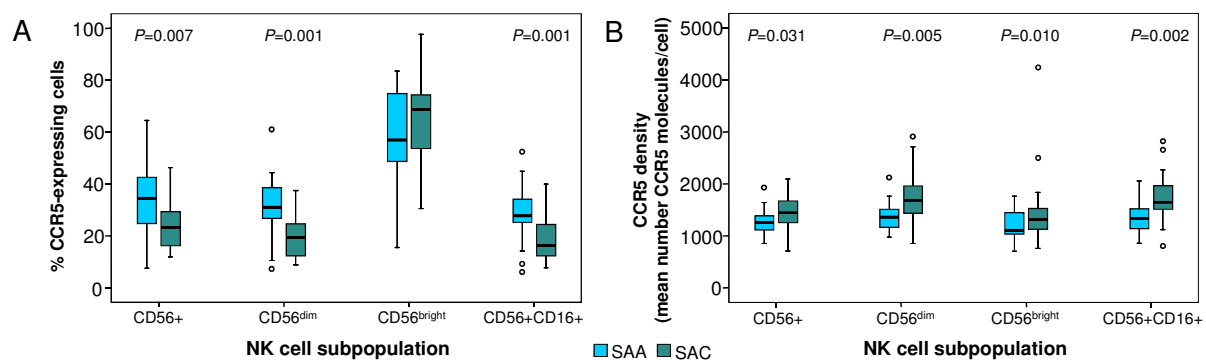 A
P=0.007
P=0.001
P=0.001
% CCR5-expressing cells
100
80
60
40
20
0
CD56+
CD56dim
CD56bright
CD56+CD16+
NK cell subpopulation
B
P=0.031
P=0.005
P=0.010
P=0.002
CCR5 density
(mean number CCR5 molecules/cell)
5000
4000
3000
2000
1000
0
CD56+
CD56dim
CD56bright
CD56+CD16+
NK cell subpopulation
SAA
SAC